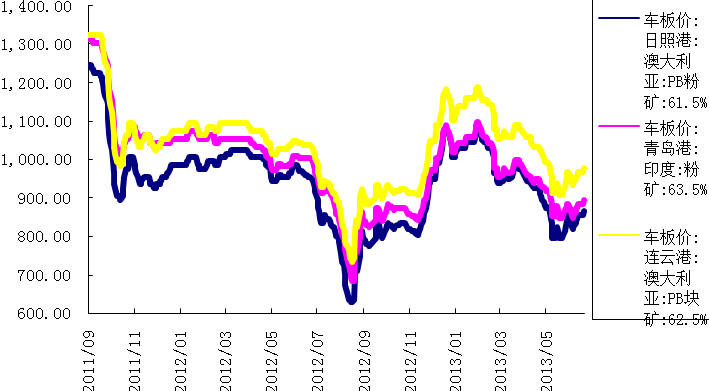 1,400.00
1,300.00
1,200.00
1,100.00
1,000.00
900.00
800.00
700.00
600.00
2011/09
2011/11
2012/01
2012/03
2012/05
2012/07
2012/09
2012/11
2013/01
2013/03
2013/05
车板价:
日照港:
澳大利
亚:PB粉
矿:61.5%
车板价:
青岛港:
印度:粉
矿:63.5%
车板价:
连云港:
澳大利
亚:PB块
矿:62.5%